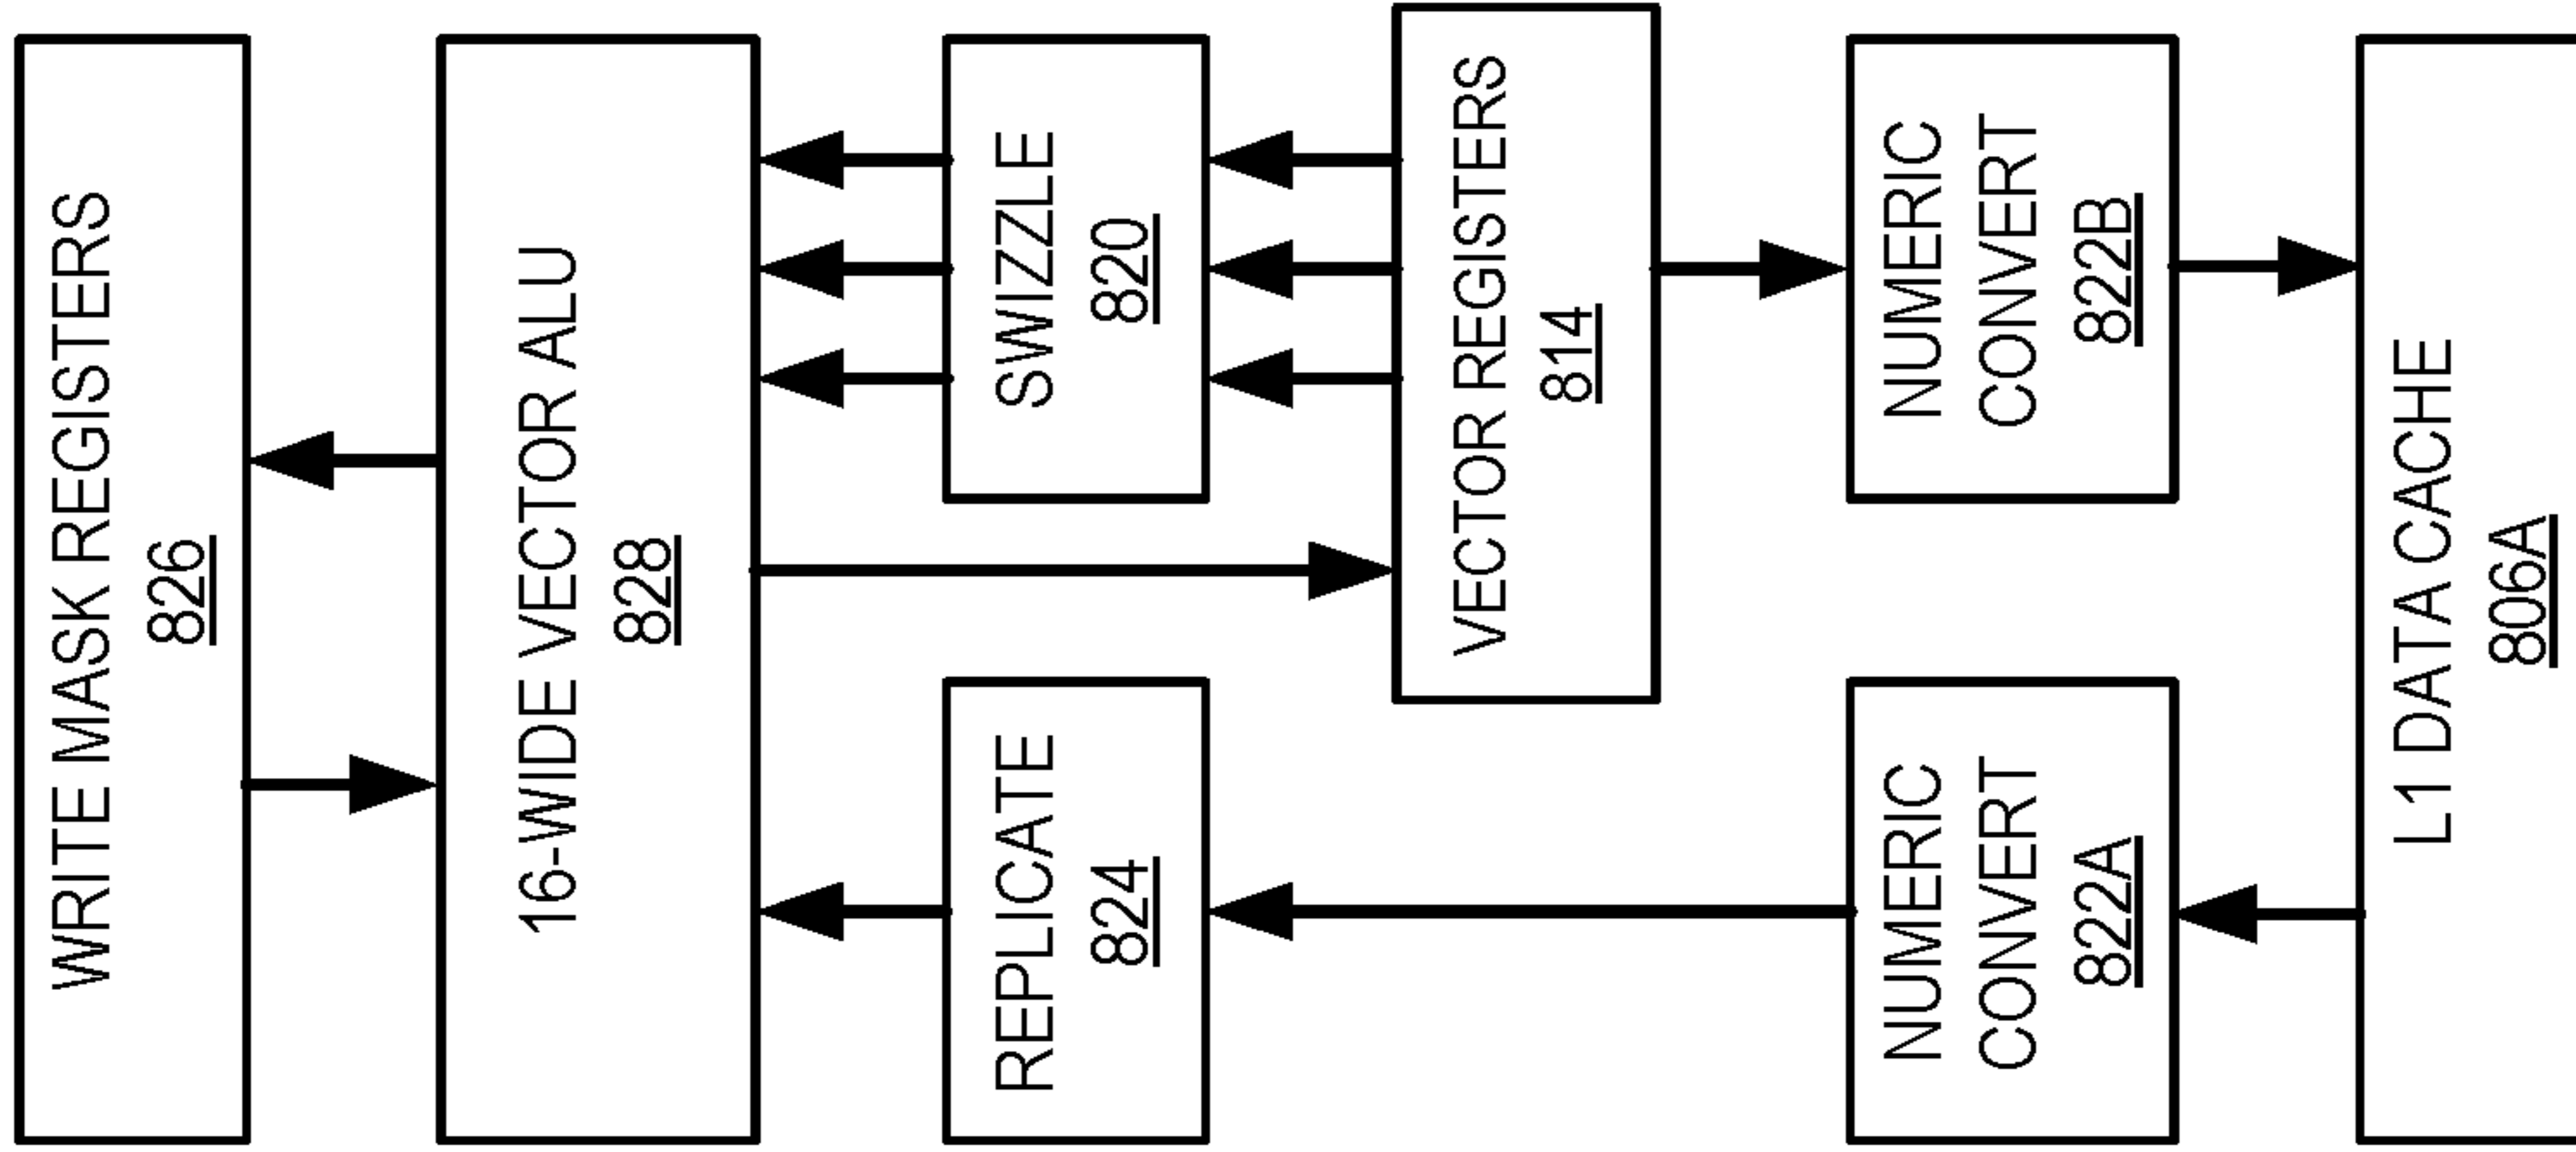 WRITE MASK REGISTERS
826
16-WIDE VECTOR ALU
828
REPLICATE
824
SWIZZLE
820
VECTOR REGISTERS
814
NUMERIC
CONVERT
822A
NUMERIC
CONVERT
822B
L1 DATA CACHE
806A